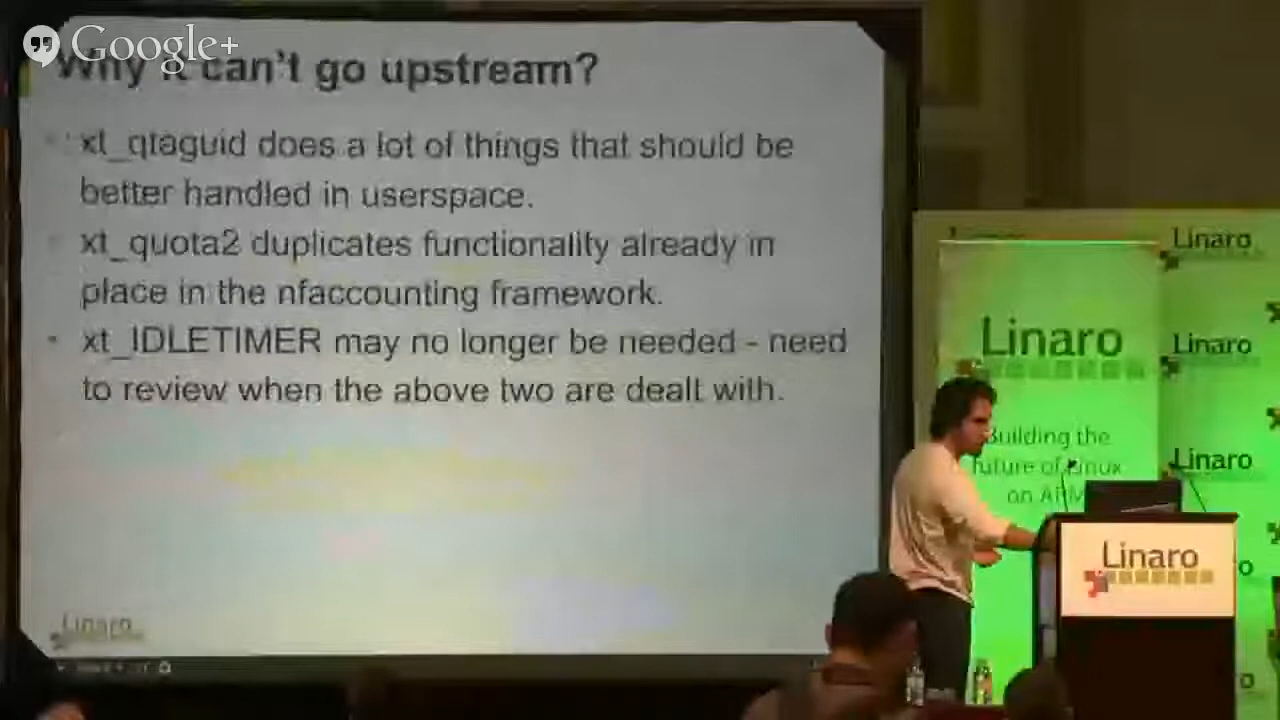 Google+
Why it can't go upstream?
xt_qtaguid does a lot of things that should be
better handled in userspace.
xt_quota2 duplicates functionality already in
place in the nfaccounting framework.
• xt_IDLETIMER may no longer be needed - need
to review when the above two are dealt with.
Linaro
Linaro
Building the
future of Linux
on ARM
Linaro
Linaro
Linaro
Linaro